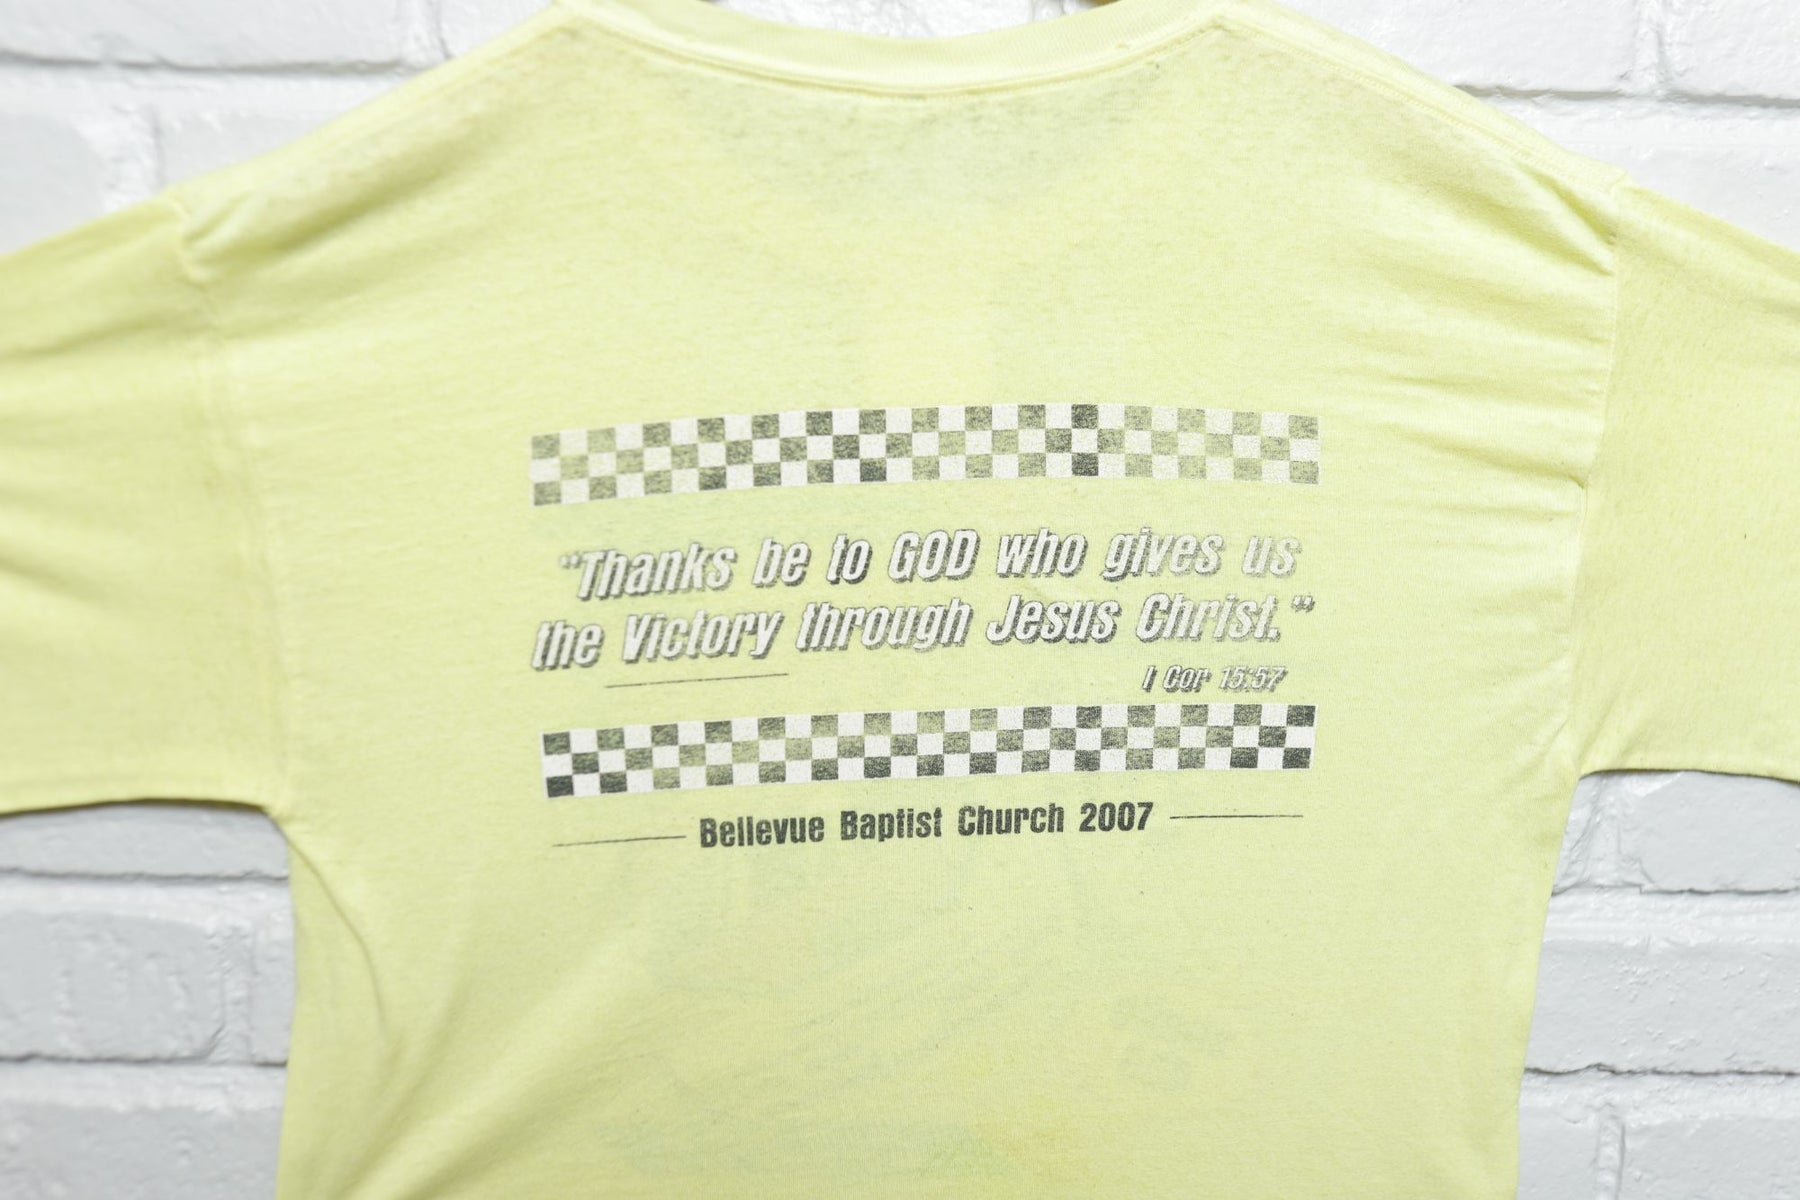 "Thanks be to GOD who gives us
the Victory through Jesus Christ."
I Cor 15:57
Bellevue Baptist Church 2007